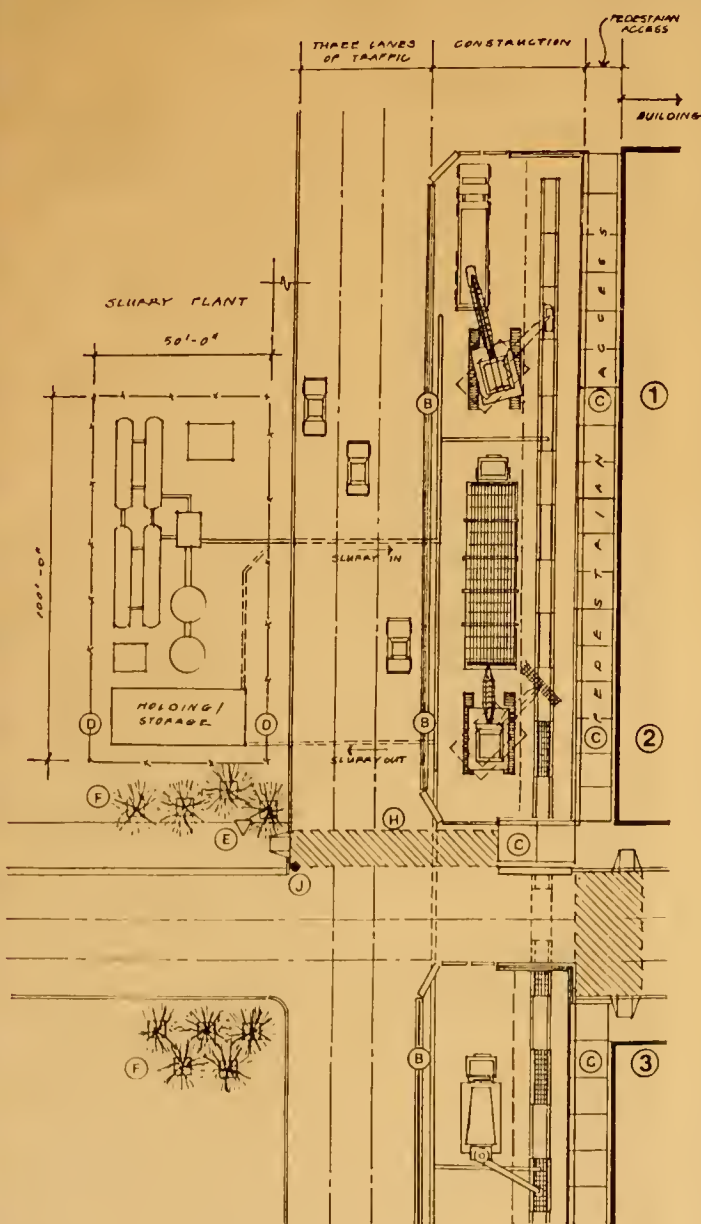 PEDESTRIAN
ACCESS
THREE LANES
OF TRAFFIC
CONSTRUCTION
BUILDING
SLURRY PLANT
50'-0"
100'-0"
B
C
1
PEDESTRIAN ACCESS
SLURRY IN
HOLDING/
STORAGE
D
D
B
C
2
SLURRY OUT
F
E
H
C
J
F
B
C
3